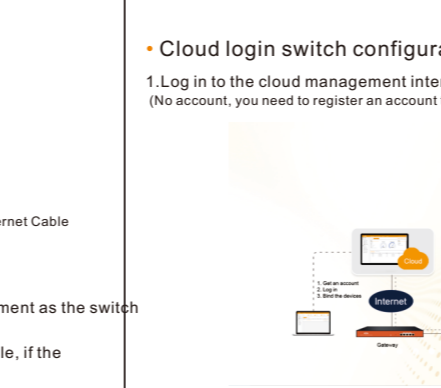 ernet Cable
ment as the switch
le, if the
• Cloud login switch configura
1.Log in to the cloud management inter
(No account, you need to register an account
Cloud
1. Get an account
2. Log in
3. Bind the devices
Internet
Gateway